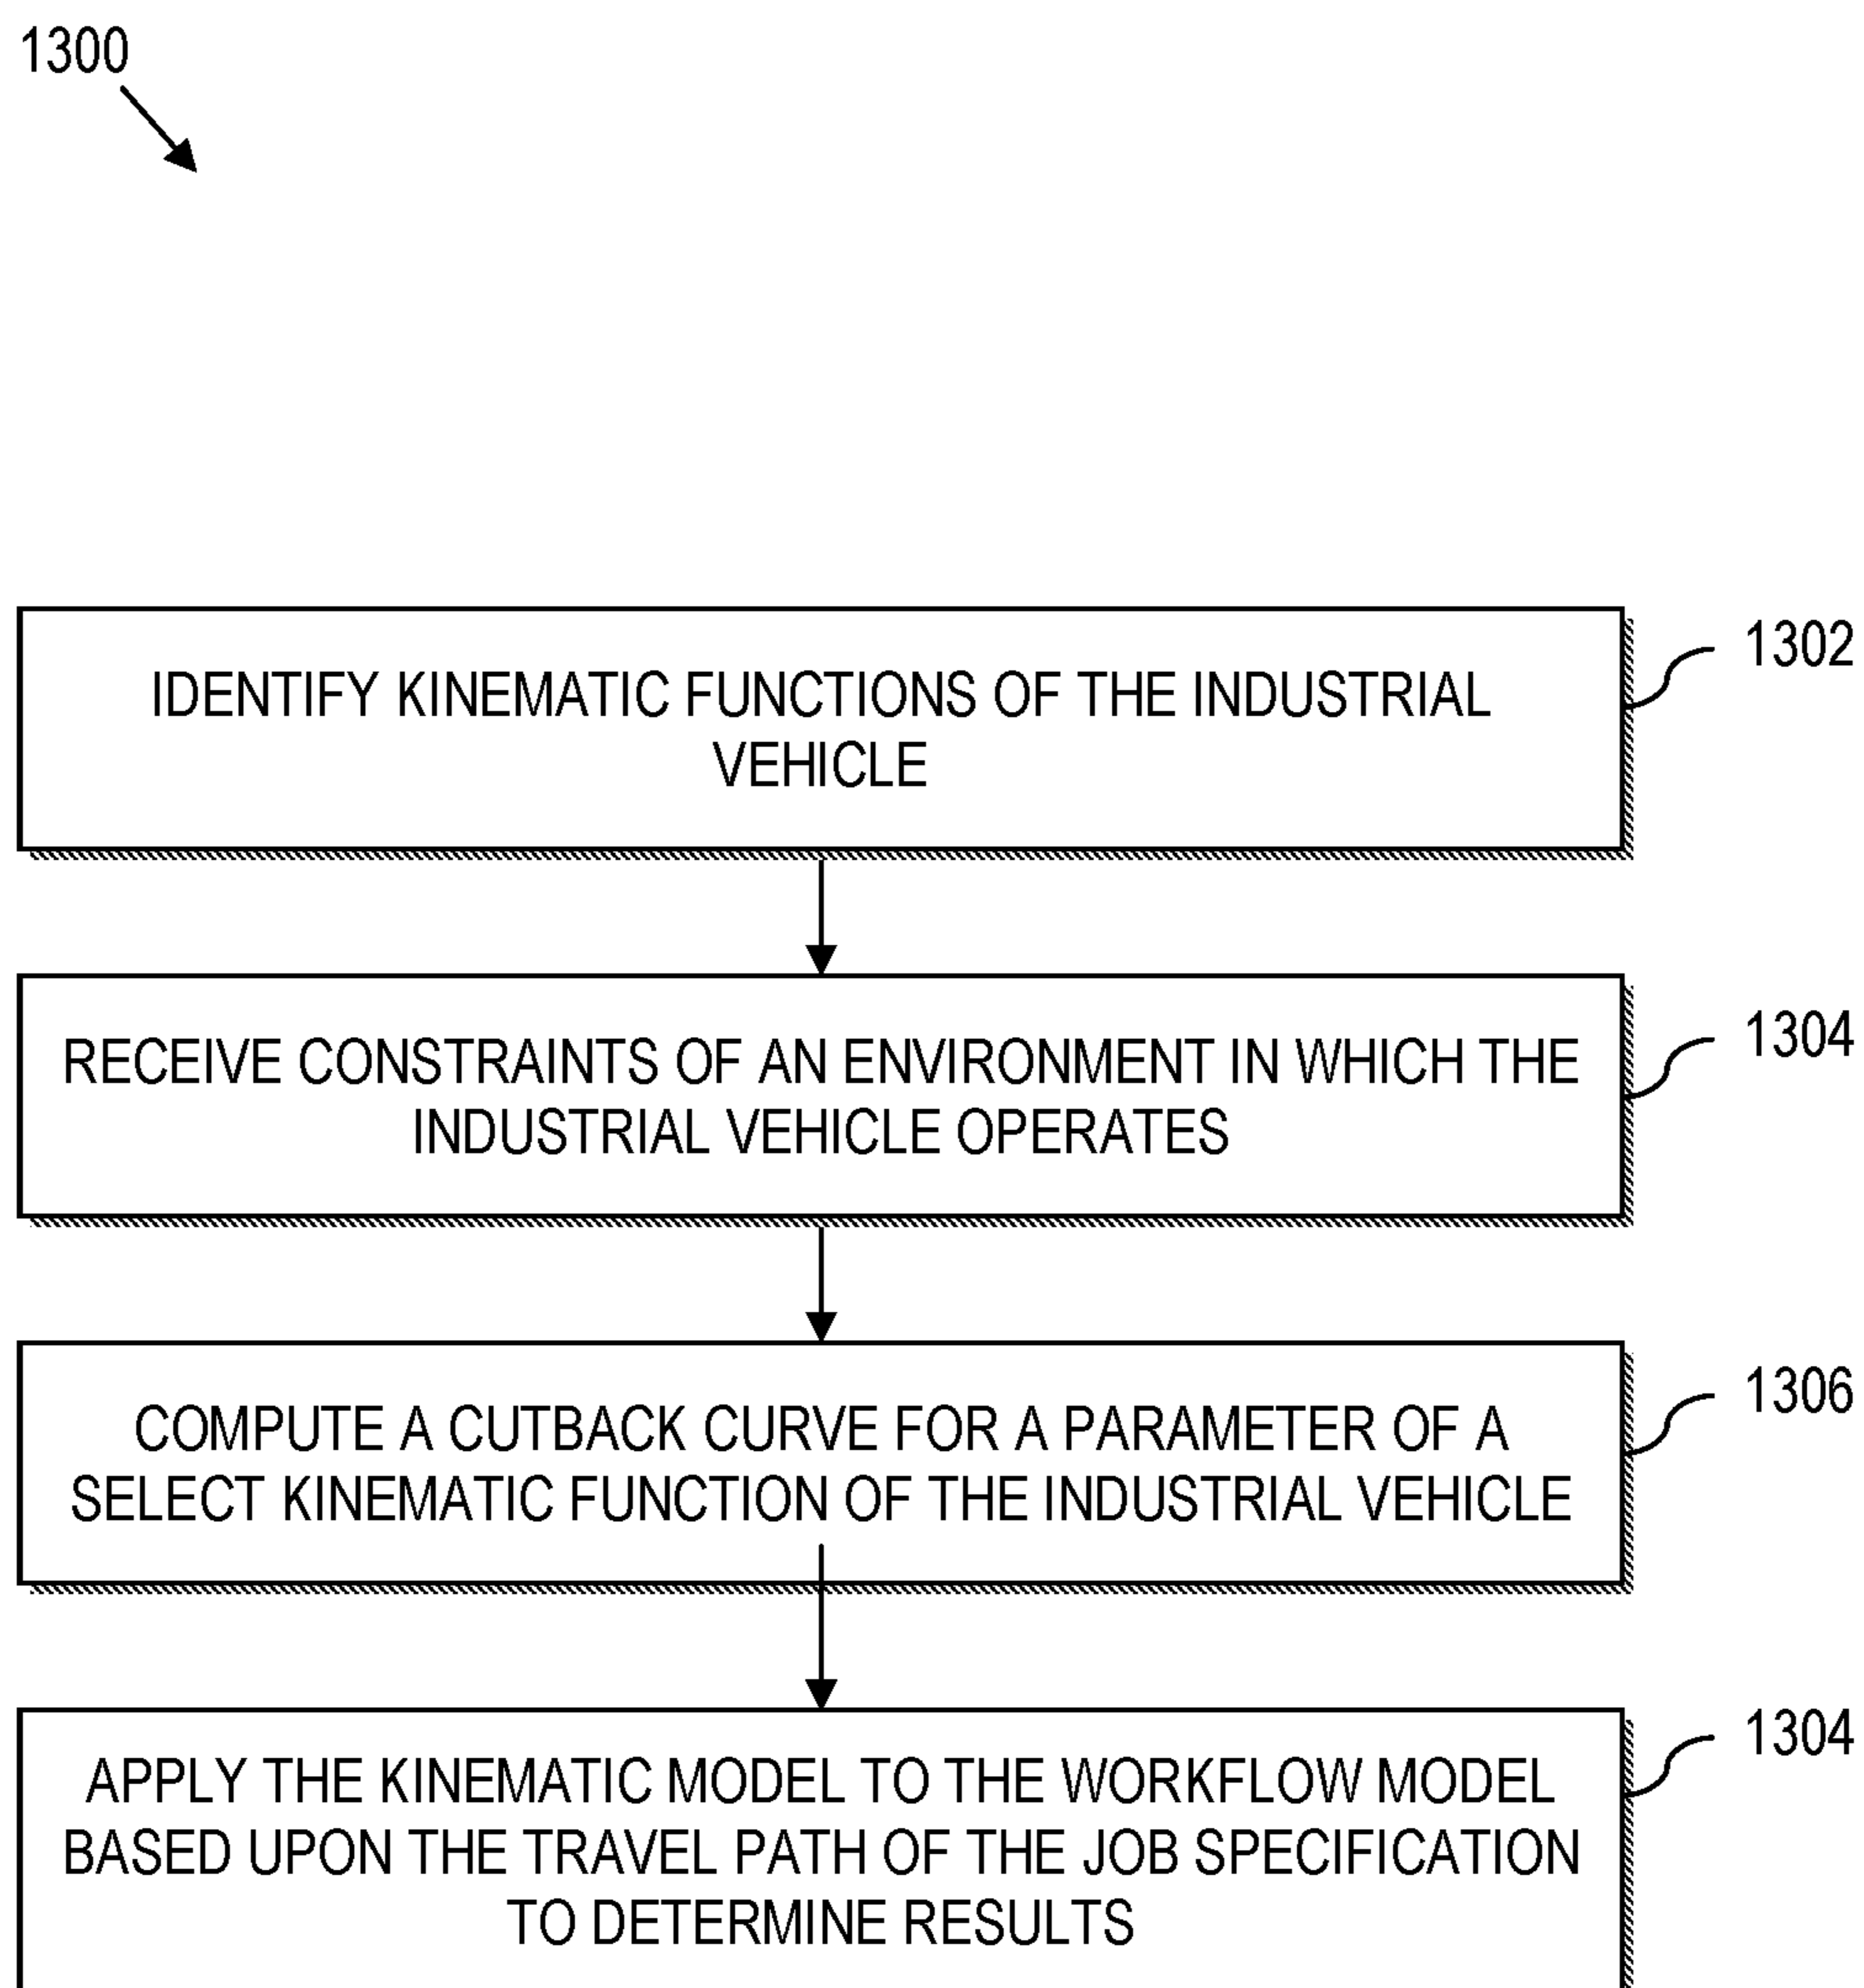 1300
IDENTIFY KINEMATIC FUNCTIONS OF THE INDUSTRIAL
VEHICLE
1302
RECEIVE CONSTRAINTS OF AN ENVIRONMENT IN WHICH THE
INDUSTRIAL VEHICLE OPERATES
1304
COMPUTE A CUTBACK CURVE FOR A PARAMETER OF A
SELECT KINEMATIC FUNCTION OF THE INDUSTRIAL VEHICLE
1306
APPLY THE KINEMATIC MODEL TO THE WORKFLOW MODEL
BASED UPON THE TRAVEL PATH OF THE JOB SPECIFICATION
TO DETERMINE RESULTS
1304